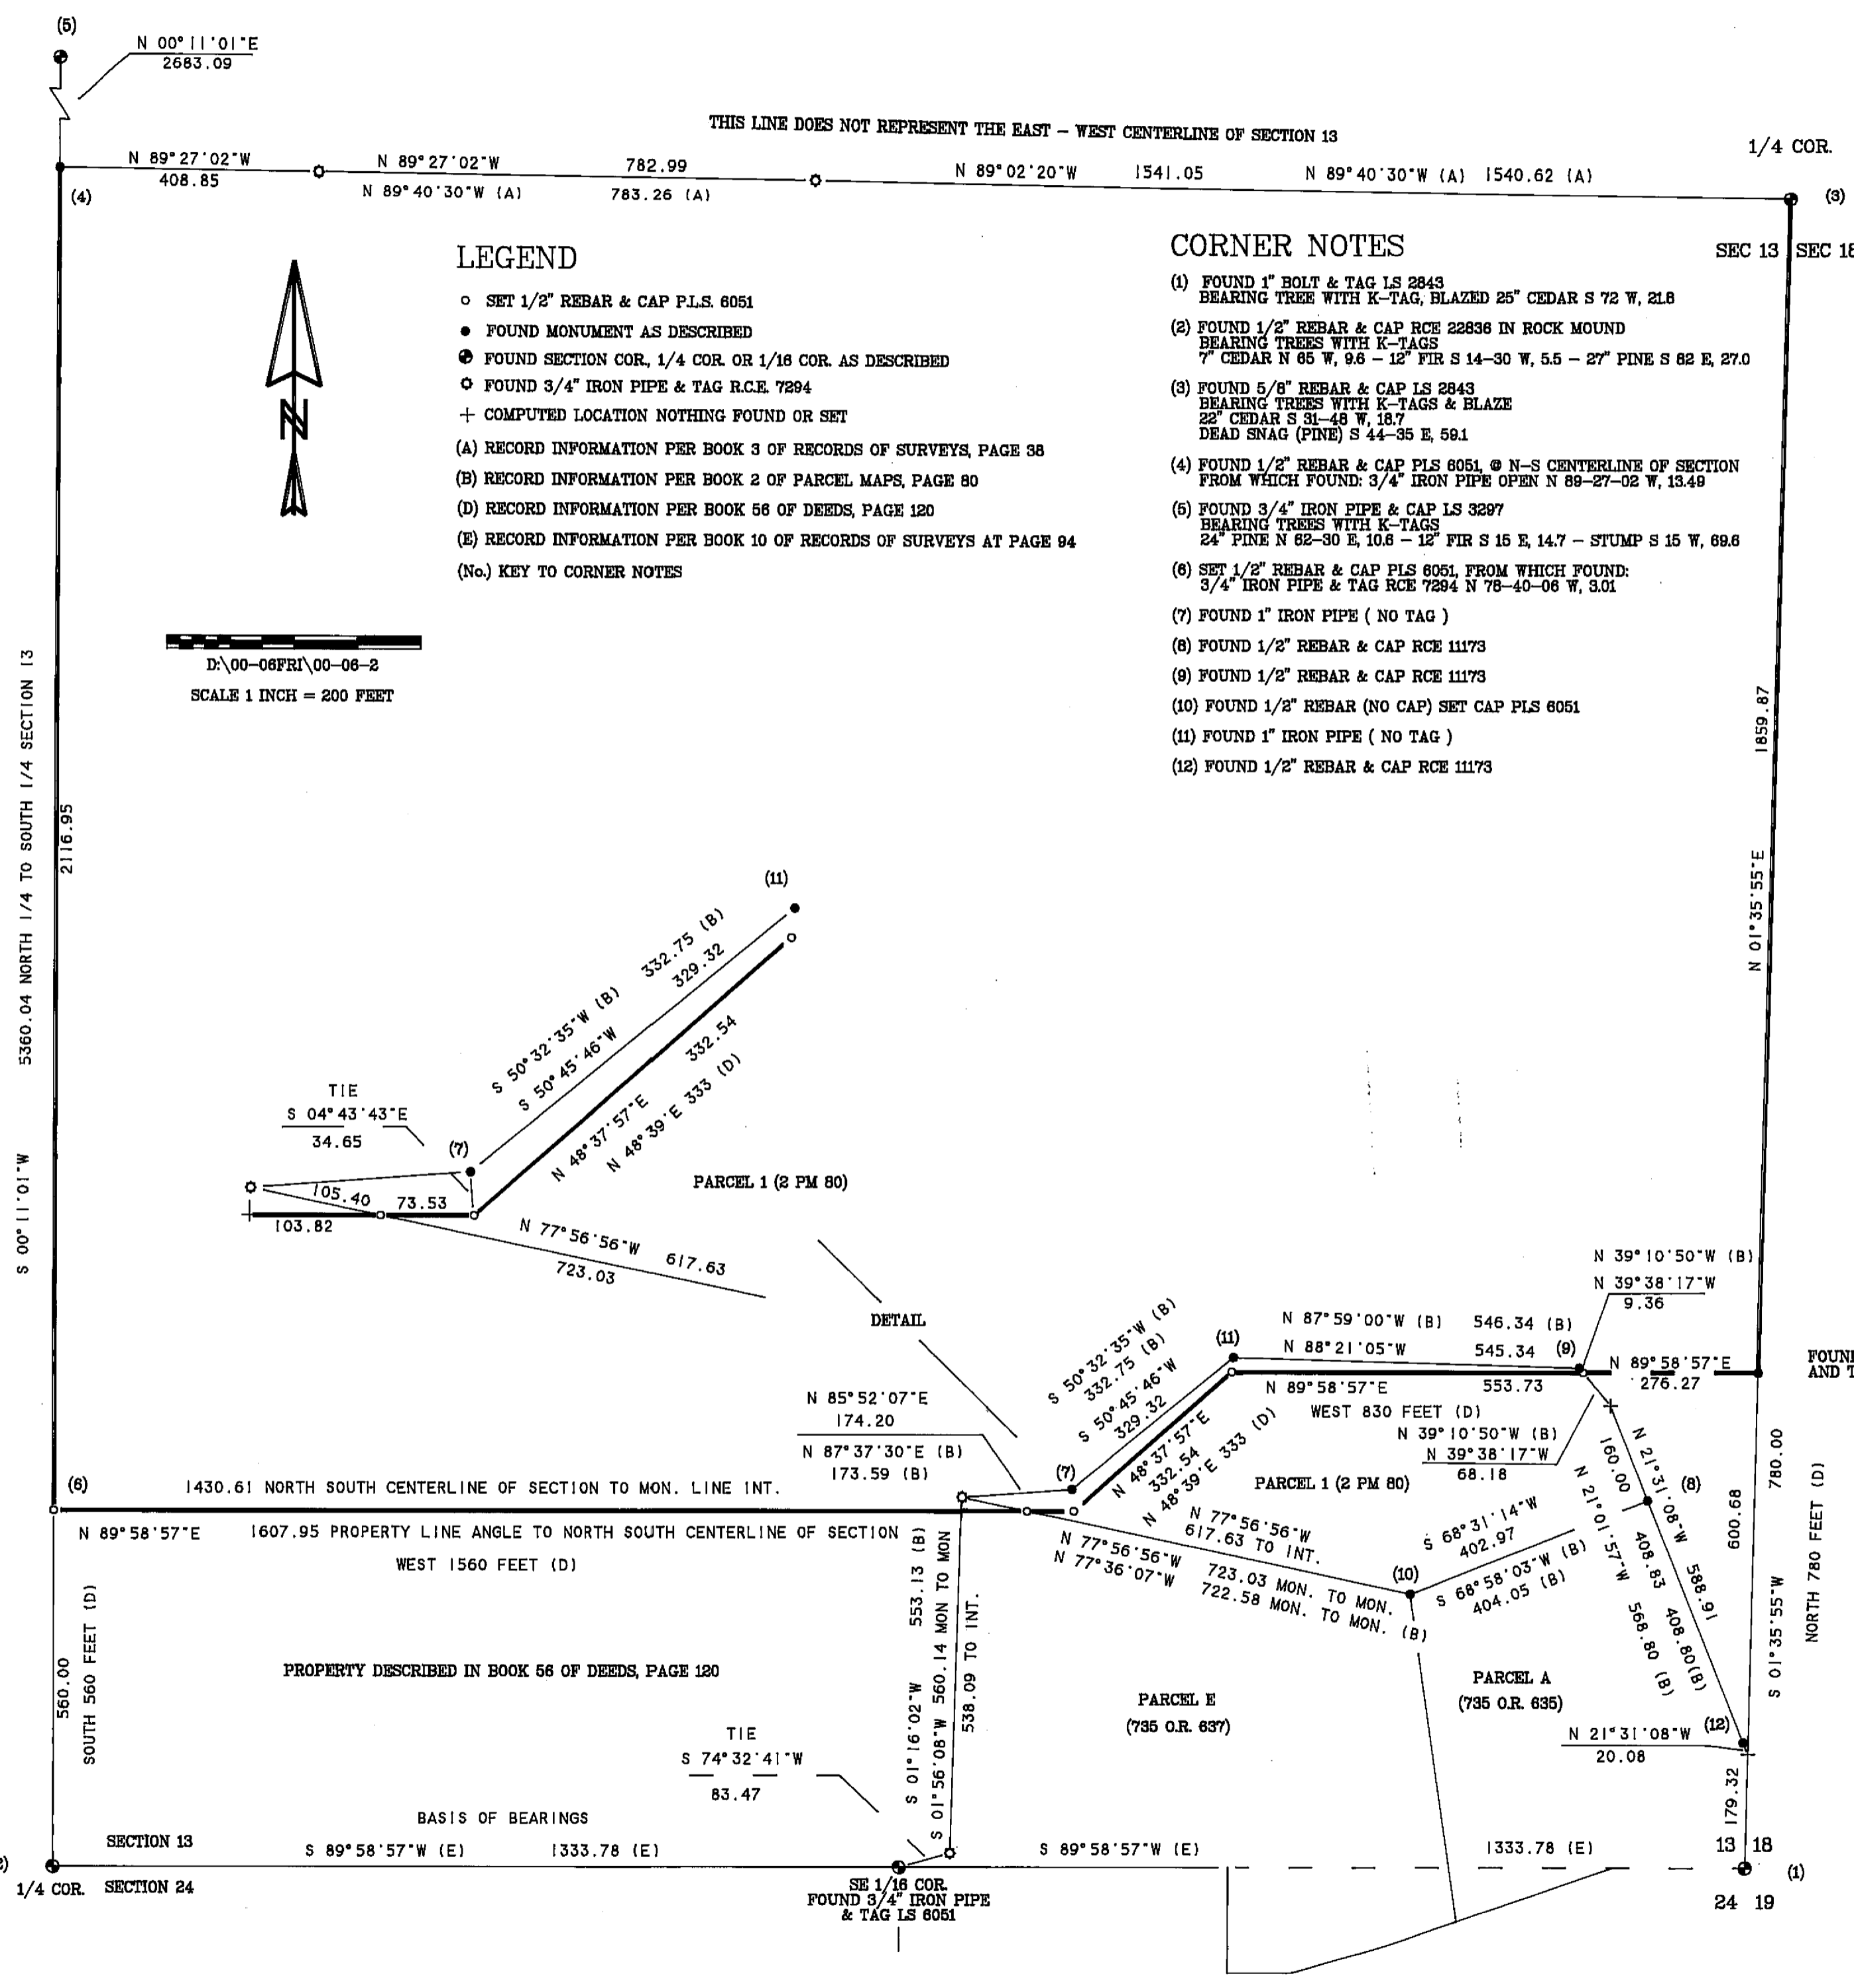 (5)
N 00°11'01"E
2683.09
THIS LINE DOES NOT REPRESENT THE EAST – WEST CENTERLINE OF SECTION 13
1/4 COR.
N 89°27'02"W
408.85
N 89°27'02"W 782.99
N 89°40'30"W (A) 783.26 (A)
N 89°02'20"W 1541.05
N 89°40'30"W (A) 1540.62 (A)
(4)
(3)
SEC 13
SEC 18
LEGEND
SET 1/2" REBAR & CAP P.L.S. 6051
FOUND MONUMENT AS DESCRIBED
FOUND SECTION COR., 1/4 COR. OR 1/16 COR. AS DESCRIBED
FOUND 3/4" IRON PIPE & TAG R.C.E. 7294
COMPUTED LOCATION NOTHING FOUND OR SET
(A) RECORD INFORMATION PER BOOK 3 OF RECORDS OF SURVEYS, PAGE 38
(B) RECORD INFORMATION PER BOOK 2 OF PARCEL MAPS, PAGE 80
(D) RECORD INFORMATION PER BOOK 56 OF DEEDS, PAGE 120
(E) RECORD INFORMATION PER BOOK 10 OF RECORDS OF SURVEYS AT PAGE 94
(No.) KEY TO CORNER NOTES
N
D:\00-06FRI\00-06-2
SCALE 1 INCH = 200 FEET
CORNER NOTES
(1) FOUND 1" BOLT & TAG LS 2843
BEARING TREE WITH K-TAG, BLAZED 25" CEDAR S 72 W, 21.8
(2) FOUND 1/2" REBAR & CAP RCE 22836 IN ROCK MOUND
BEARING TREES WITH K-TAGS
7" CEDAR N 65 W, 9.6 – 12" FIR S 14-30 W, 5.5 – 27" PINE S 82 E, 27.0
(3) FOUND 5/8" REBAR & CAP LS 2843
BEARING TREES WITH K-TAGS & BLAZE
22" CEDAR S 31-48 W, 18.7
DEAD SNAG (PINE) S 44-35 E, 59.1
(4) FOUND 1/2" REBAR & CAP PLS 6051, @ N-S CENTERLINE OF SECTION
FROM WHICH FOUND: 3/4" IRON PIPE OPEN N 89-27-02 W, 13.49
(5) FOUND 3/4" IRON PIPE & CAP LS 3297
BEARING TREES WITH K-TAGS
24" PINE N 62-30 E, 10.6 – 12" FIR S 15 E, 14.7 – STUMP S 15 W, 69.6
(6) SET 1/2" REBAR & CAP PLS 6051, FROM WHICH FOUND:
3/4" IRON PIPE & TAG RCE 7294 N 78-40-06 W, 3.01
(7) FOUND 1" IRON PIPE ( NO TAG )
(8) FOUND 1/2" REBAR & CAP RCE 11173
(9) FOUND 1/2" REBAR & CAP RCE 11173
(10) FOUND 1/2" REBAR (NO CAP) SET CAP PLS 6051
(11) FOUND 1" IRON PIPE ( NO TAG )
(12) FOUND 1/2" REBAR & CAP RCE 11173
S 00°11'01"W 5360.04 NORTH 1/4 TO SOUTH 1/4 SECTION 13
2116.95
1859.87
N 01°35'55"E
(11)
S 50°32'35"W (B) 332.75 (B)
S 50°45'46"W 329.32
N 48°37'57"E 332.54
N 48°39'E 333 (D)
TIE
S 04°43'43"E
34.65
(7)
105.40
73.53
103.82
N 77°56'56"W 617.63
723.03
PARCEL 1 (2 PM 80)
DETAIL
N 39°10'50"W (B)
N 39°38'17"W
9.36
N 87°59'00"W (B) 546.34 (B)
(11)
N 88°21'05"W 545.34
(9)
N 89°58'57"E
276.27
FOUN
AND T
N 89°58'57"E 553.73
WEST 830 FEET (D)
S 50°32'35"W (B)
332.75 (B)
S 50°45'46"W
329.32
N 48°37'57"E
332.54
N 48°39'E 333 (D)
N 85°52'07"E
174.20
N 87°37'30"E (B)
173.59 (B)
(7)
N 39°10'50"W (B)
N 39°38'17"W
68.18
PARCEL 1 (2 PM 80)
(6)
1430.61 NORTH SOUTH CENTERLINE OF SECTION TO MON. LINE INT.
N 89°58'57"E 1607.95 PROPERTY LINE ANGLE TO NORTH SOUTH CENTERLINE OF SECTION
WEST 1560 FEET (D)
N 77°56'56"W
617.63 TO INT.
N 77°56'56"W 723.03 MON. TO MON.
N 77°36'07"W 722.58 MON. TO MON. (B)
(10)
S 68°31'14"W
402.97
S 68°58'03"W (B)
404.05 (B)
(8)
N 21°31'08"W 588.91
160.00
408.83 408.80(B)
N 21°01'57"W 568.80 (B)
600.68
780.00
S 01°35'55"W
NORTH 780 FEET (D)
560.00
SOUTH 560 FEET (D)
S 01°16'02"W 553.13 (B)
S 01°56'08"W 560.14 MON TO MON
538.09 TO INT.
PROPERTY DESCRIBED IN BOOK 56 OF DEEDS, PAGE 120
PARCEL E
(735 O.R. 637)
PARCEL A
(735 O.R. 635)
N 21°31'08"W
20.08
(12)
179.32
TIE
S 74°32'41"W
83.47
BASIS OF BEARINGS
SECTION 13
S 89°58'57"W (E) 1333.78 (E)
S 89°58'57"W (E) 1333.78 (E)
13 18
(1)
2)
1/4 COR.
SECTION 24
SE 1/16 COR.
FOUND 3/4" IRON PIPE
& TAG LS 6051
24 19